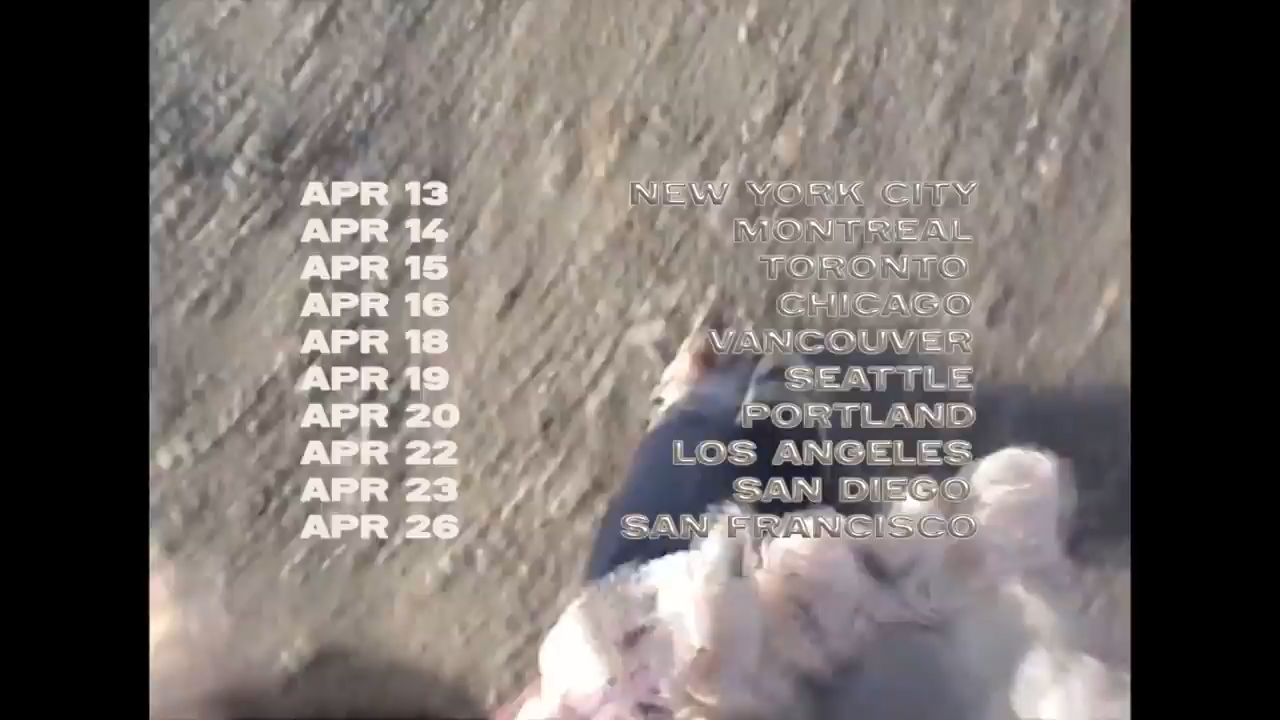 APR 13 NEW YORK CITY
APR 14 MONTREAL
APR 15 TORONTO
APR 16 CHICAGO
APR 18 VANCOUVER
APR 19 SEATTLE
APR 20 PORTLAND
APR 22 LOS ANGELES
APR 23 SAN DIEGO
APR 26 SAN FRANCISCO